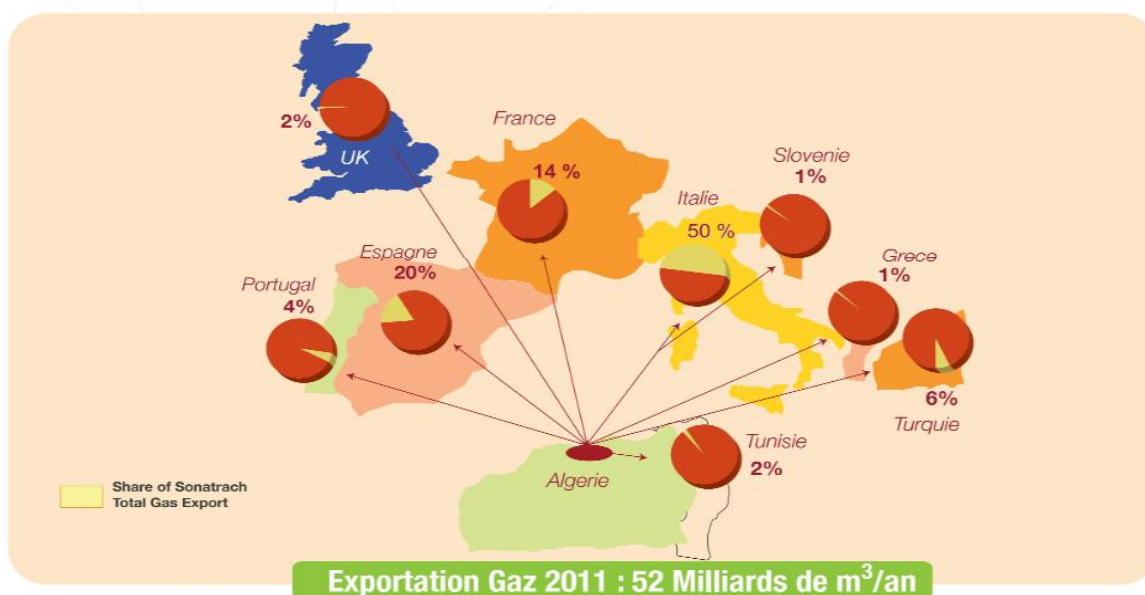 2%
UK
France
14 %
Slovenie
1%
Italie
50 %
Espagne
20%
Portugal
4%
Grece
1%
6%
Turquie
Tunisie
2%
Algerie
Share of Sonatrach
Total Gas Export
Exportation Gaz 2011 : 52 Milliards de m³/an